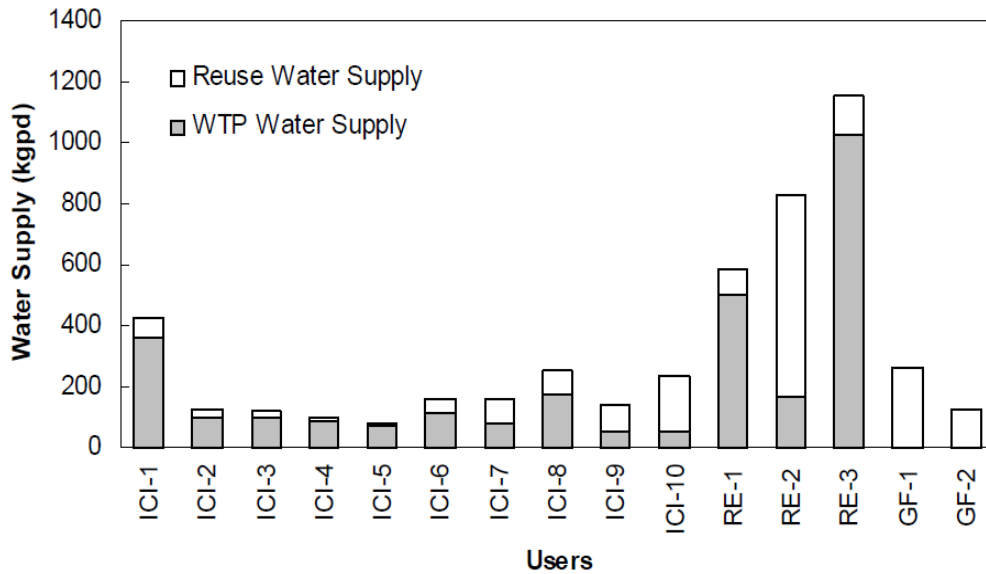 1400
1200
1000
800
600
400
200
0
Water Supply (kgpd)
Reuse Water Supply
WTP Water Supply
ICI-1
ICI-2
ICI-3
ICI-4
ICI-5
ICI-6
ICI-7
ICI-8
ICI-9
ICI-10
RE-1
RE-2
RE-3
GF-1
GF-2
Users